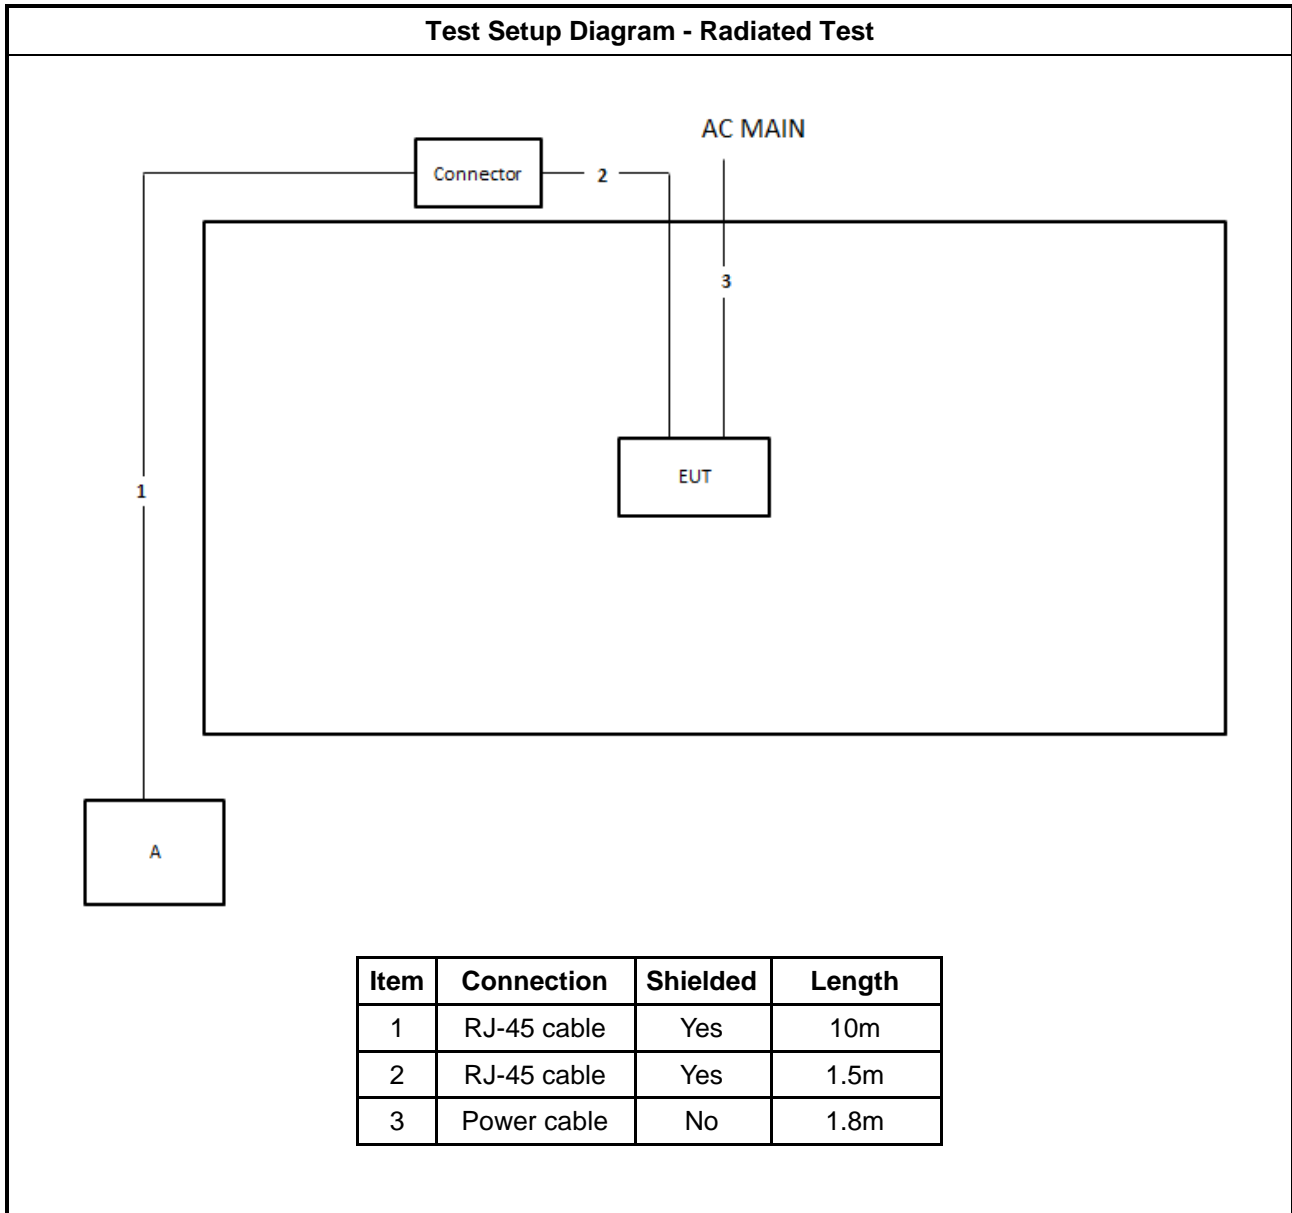 Test Setup Diagram - Radiated Test
AC MAIN
Connector
2
3
EUT
1
A
Item Connection Shielded Length
1 RJ-45 cable Yes 10m
2 RJ-45 cable Yes 1.5m
3 Power cable No 1.8m